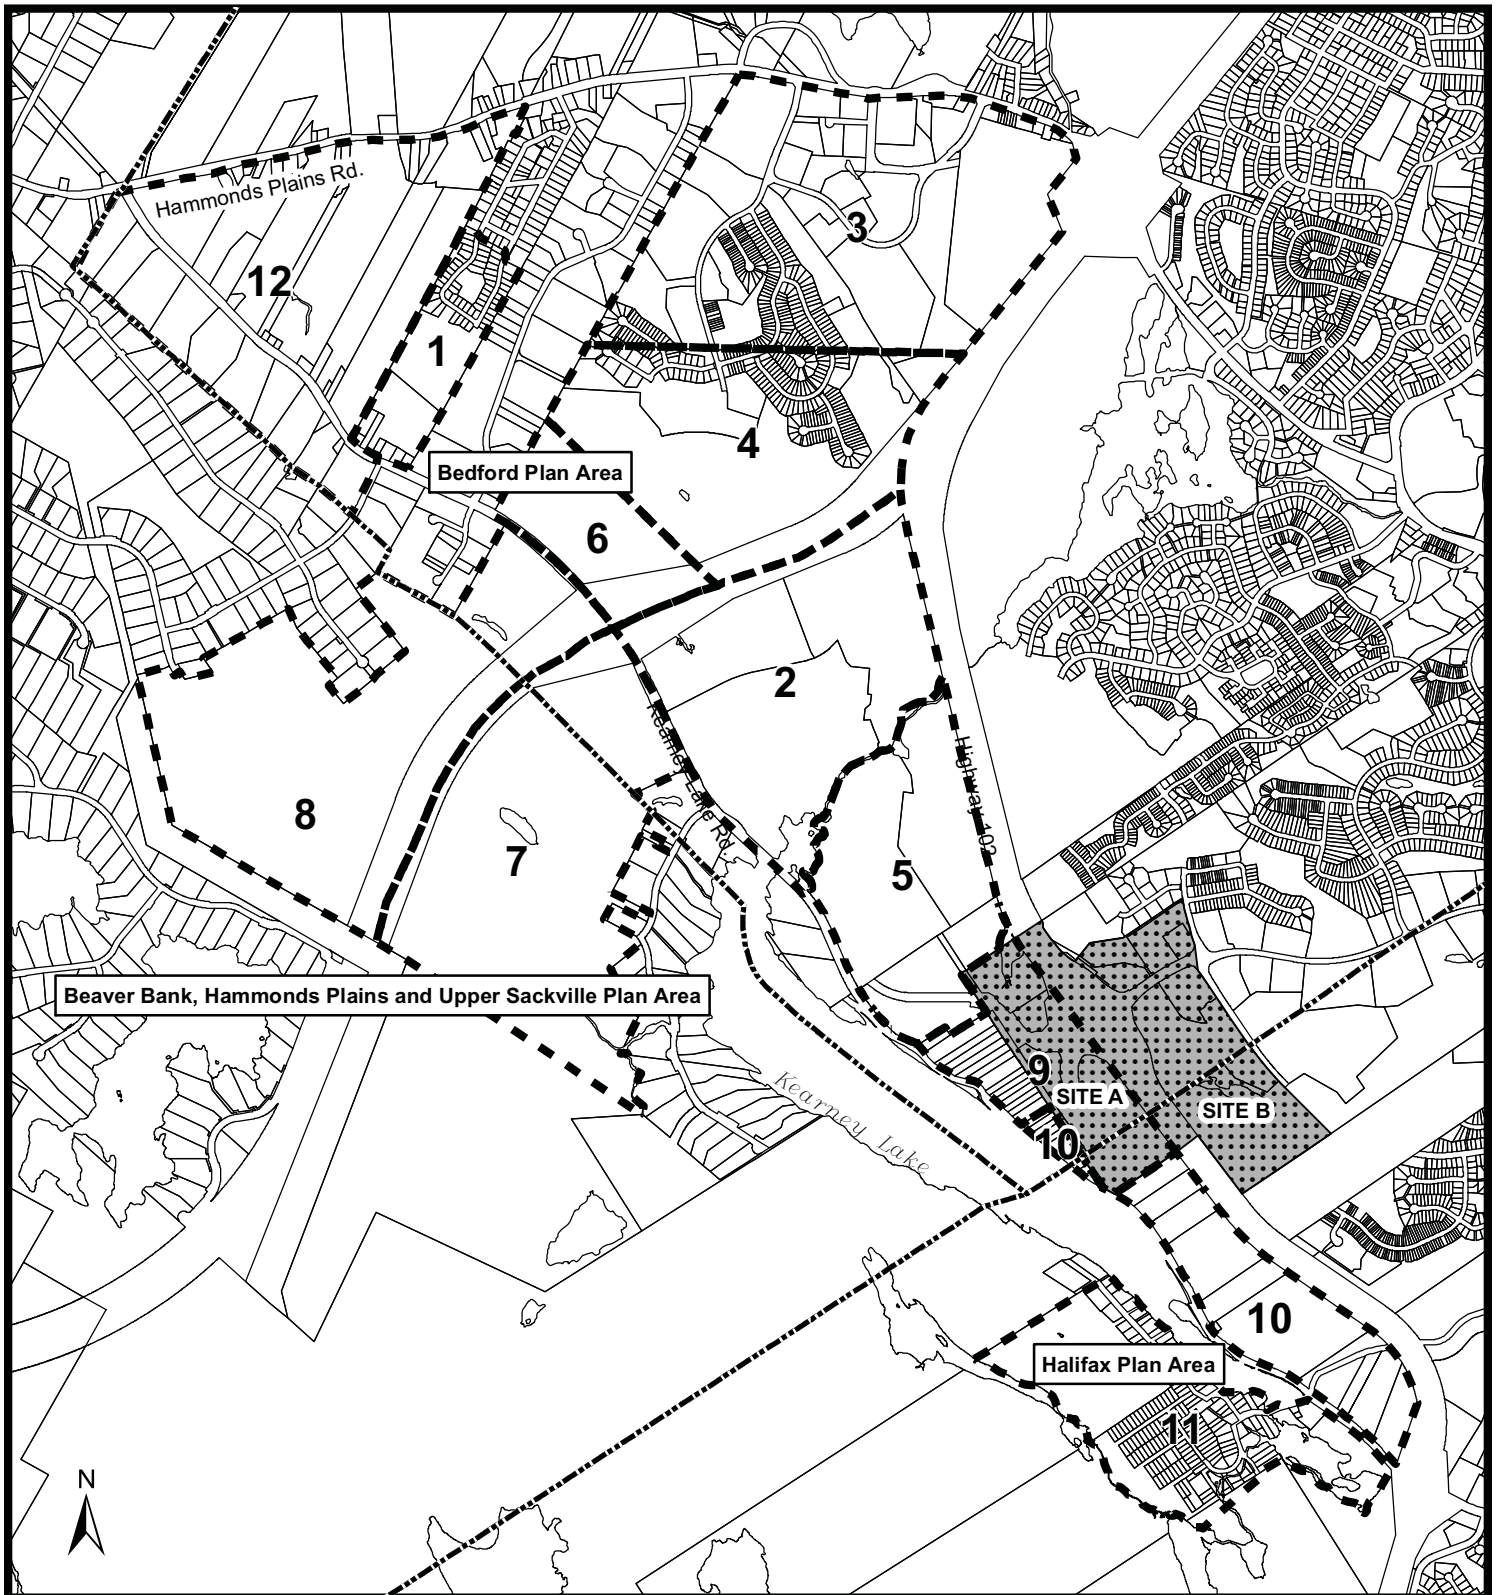 Hammonds Plains Rd.
3
12
1
4
Bedford Plan Area
6
2
Kearney Lake Rd.
Highway 102
8
7
5
Beaver Bank, Hammonds Plains and Upper Sackville Plan Area
9
SITE A
SITE B
Kearney Lake
10
10
Halifax Plan Area
11
N